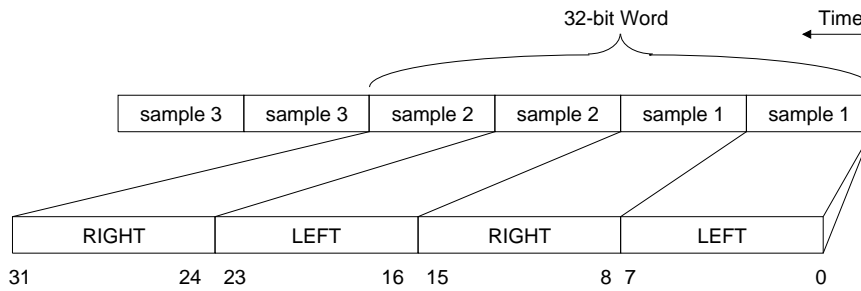 32-bit Word
Time
sample 3 sample 3 sample 2 sample 2 sample 1 sample 1
RIGHT LEFT RIGHT LEFT
31 24 23 16 15 8 7 0